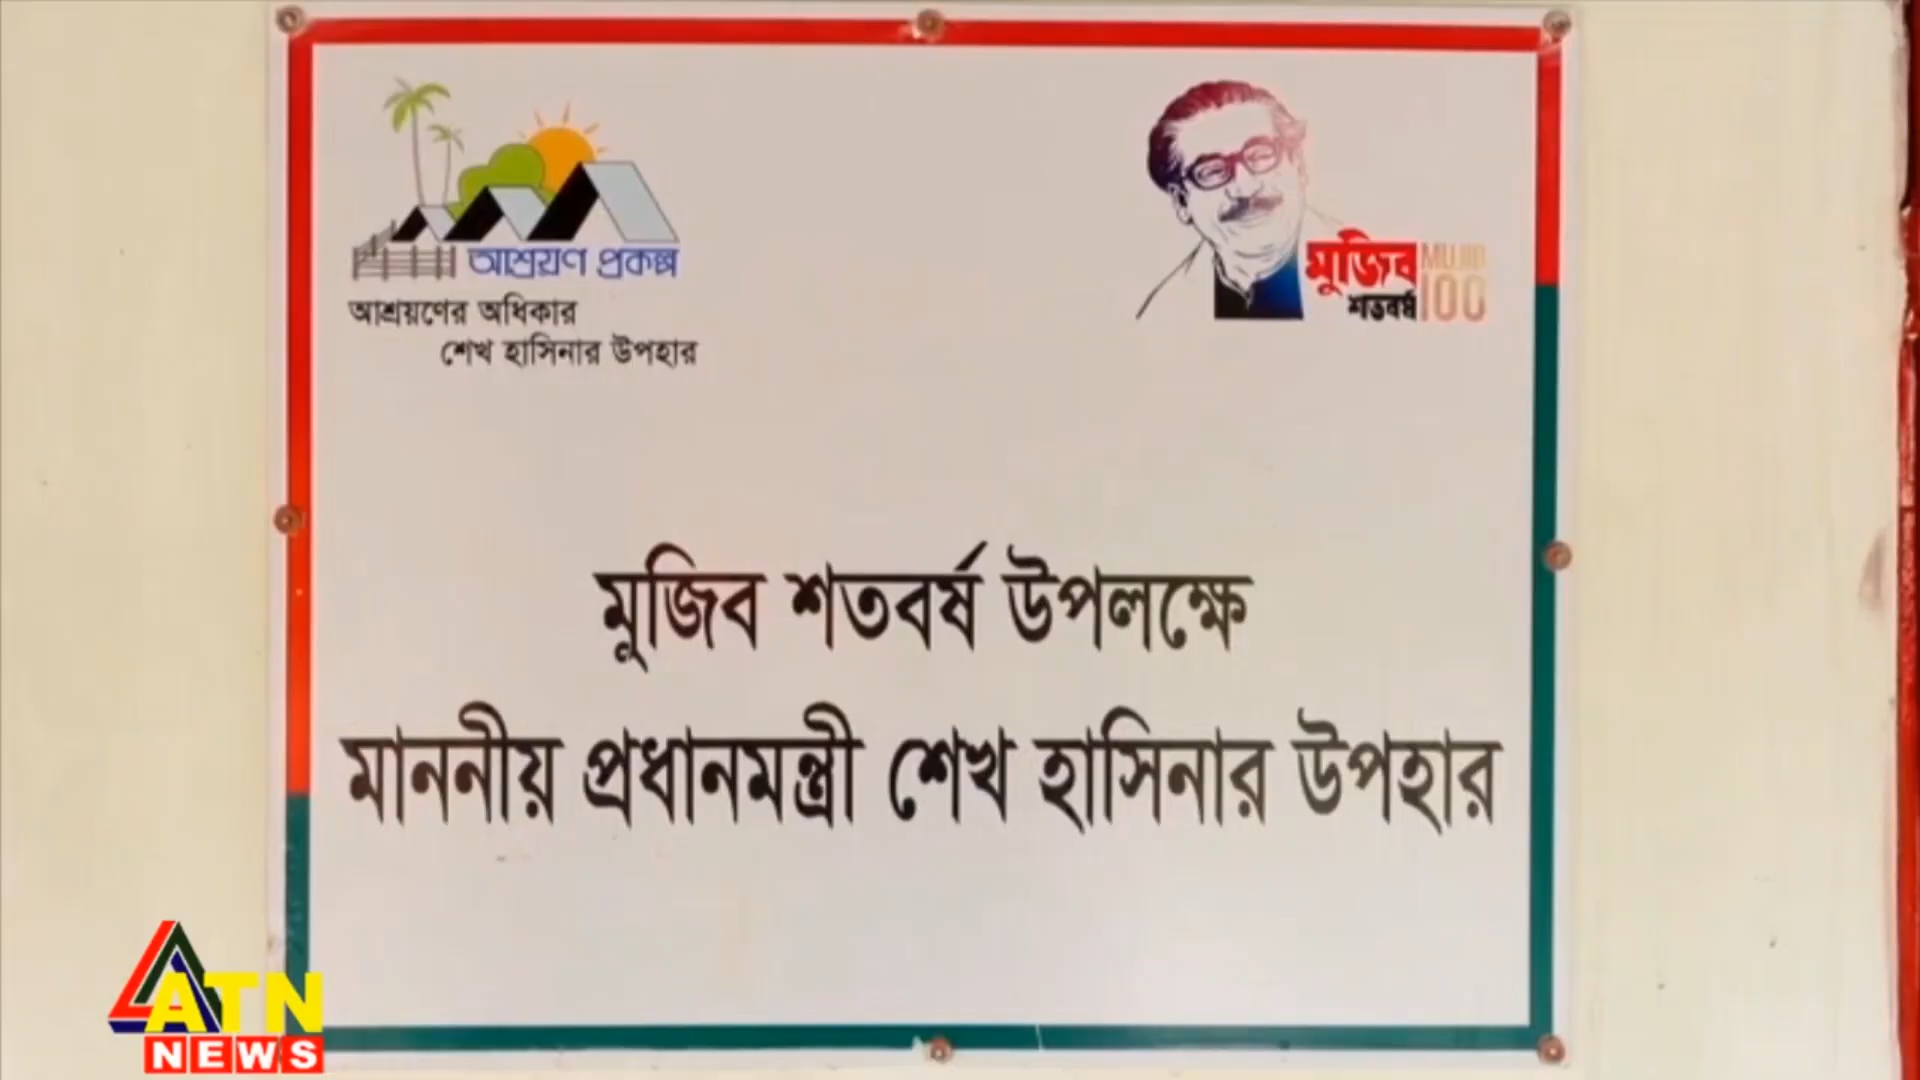 আশ্রয়ণ প্রকল্প
আশ্রয়ণের অধিকার
শেখ হাসিনার উপহার
মুজিব MUJIB
শতবর্ষ 100
মুজিব শতবর্ষ উপলক্ষে
মাননীয় প্রধানমন্ত্রী শেখ হাসিনার উপহার
ATN
NEWS